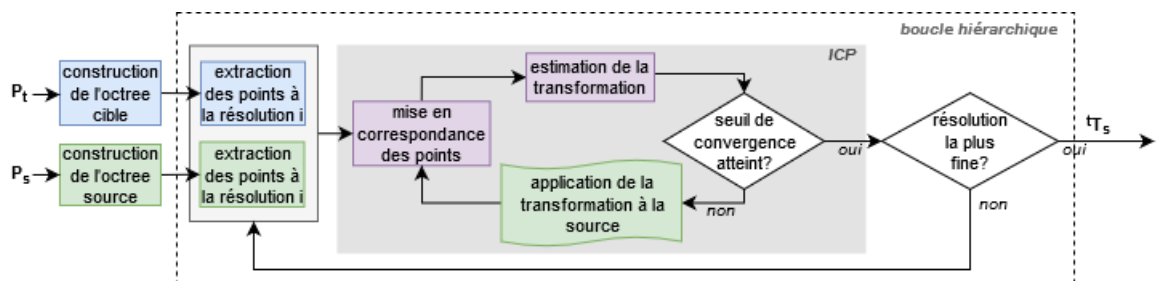 boucle hiérarchique
ICP
Pt
construction
de l'octree
cible
extraction
des points à
la résolution i
Ps
construction
de l'octree
source
extraction
des points à
la résolution i
mise en
correspondance
des points
estimation de la
transformation
seuil de
convergence
atteint?
oui
non
application de la
transformation à la
source
résolution
la plus
fine?
oui
non
tTs